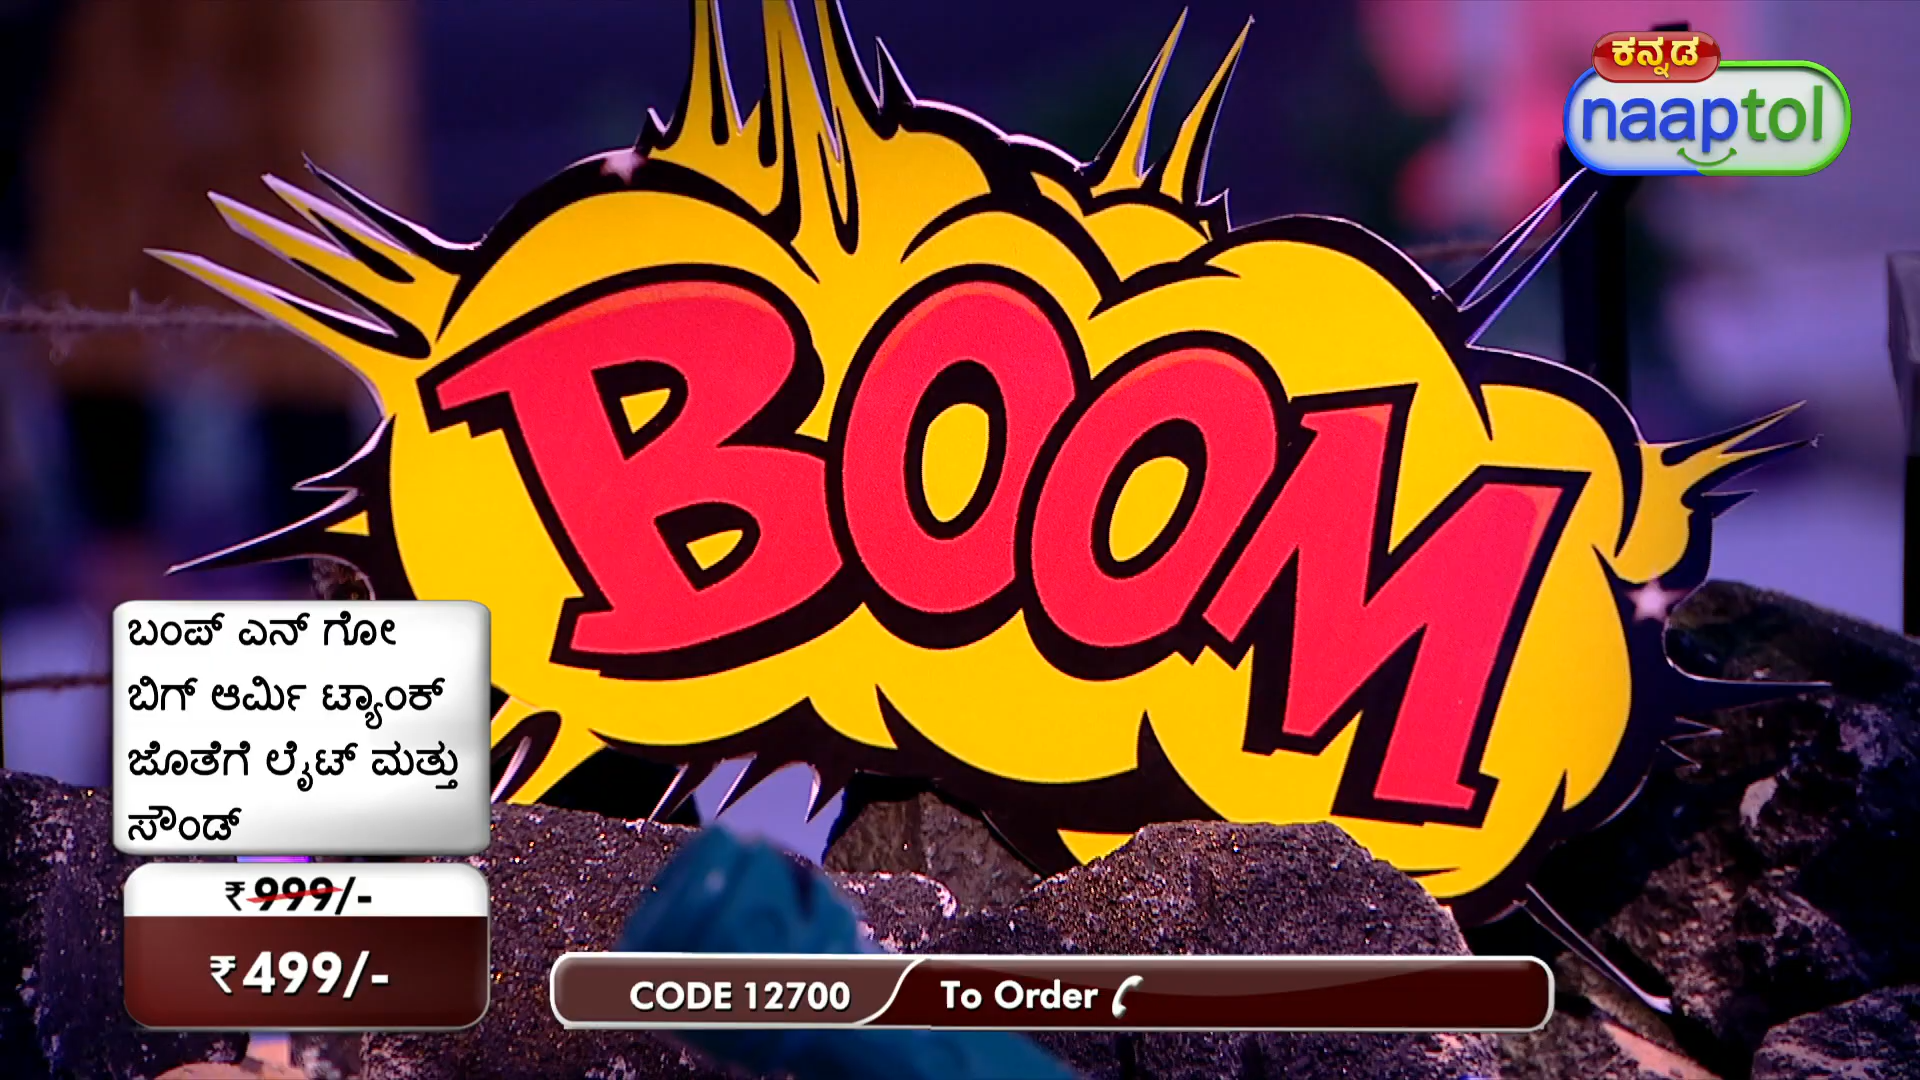 ಕನ್ನಡ
naaptol
BOOM
ಬಂಪ್ ಎನ್ ಗೋ
ಬಿಗ್ ಆರ್ಮಿ ಟ್ಯಾಂಕ್
ಜೊತೆಗೆ ಲೈಟ್ ಮತ್ತು
ಸೌಂಡ್
₹999/-
₹499/-
CODE 12700 To Order